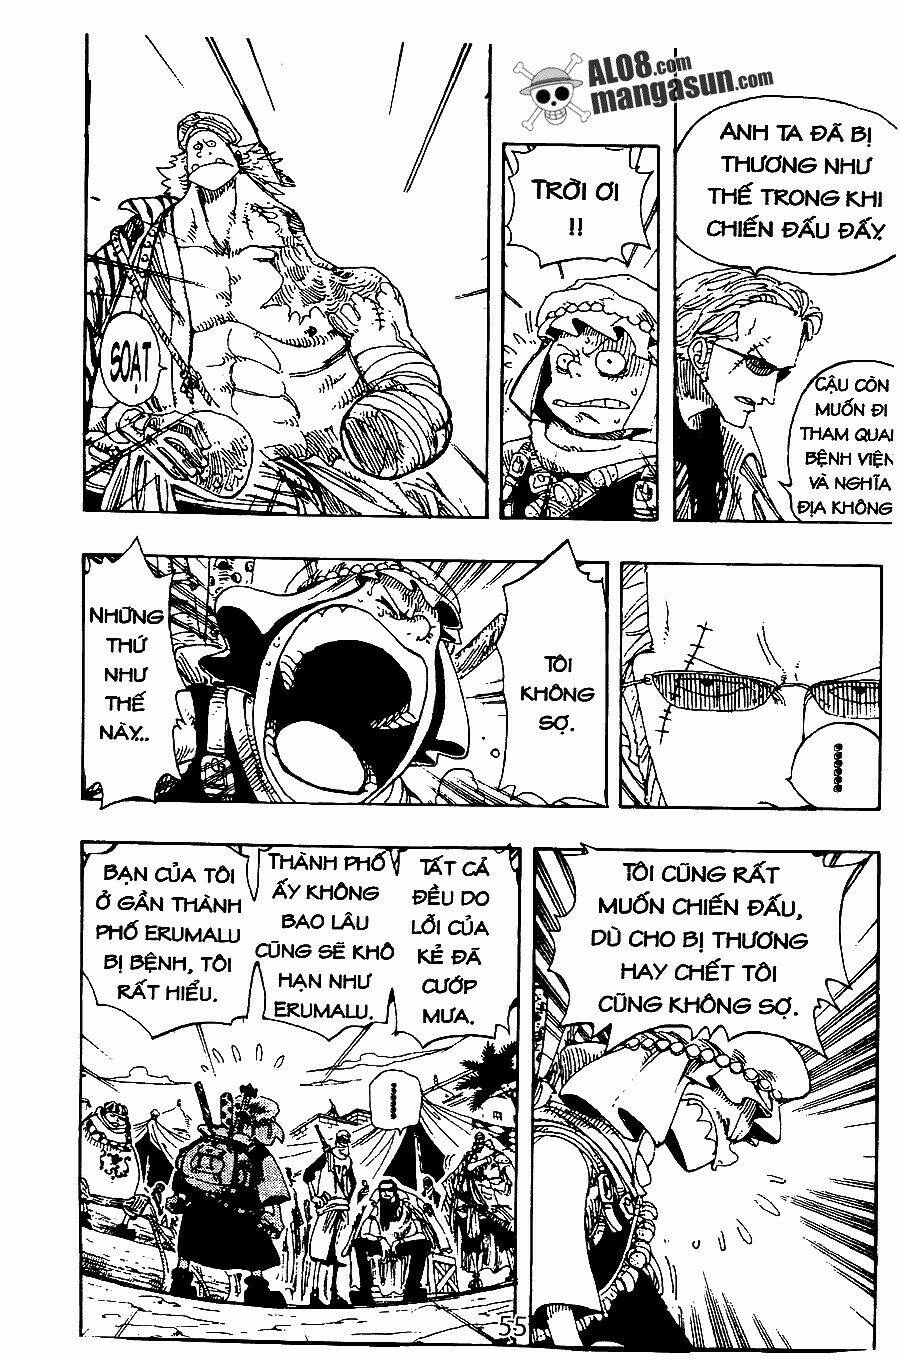 AL08.com
mangasun.com
ANH TA ĐÃ BỊ
THƯƠNG NHƯ
THẾ TRONG KHI
CHIẾN ĐẤU ĐẤY.
CẬU CÒN
MUỐN ĐI
THAM QUAN
BỆNH VIỆN
VÀ NGHĨA
ĐỊA KHÔNG
TRỜI ƠI
!!
SOẠT
TÔI
KHÔNG
SỢ.
NHỮNG
THỨ
NHƯ
THẾ
NÀY...
TÔI CŨNG RẤT
MUỐN CHIẾN ĐẤU,
DÙ CHO BỊ THƯƠNG
HAY CHẾT TÔI
CŨNG KHÔNG SỢ.
TẤT CẢ
ĐỀU DO
LỖI CỦA
KẺ ĐÃ
CƯỚP
MƯA.
THÀNH PHỐ
ẤY KHÔNG
BAO LÂU
CŨNG SẼ KHÔ
HẠN NHƯ
ERUMALU.
BẠN CỦA TÔI
Ở GẦN THÀNH
PHỐ ERUMALU
BỊ BỆNH, TÔI
RẤT HIỂU.
55